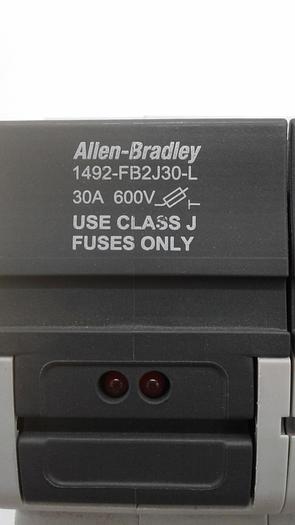 Allen-Bradley
1492-FB2J30-L
30A 600V
USE CLASS J
FUSES ONLY